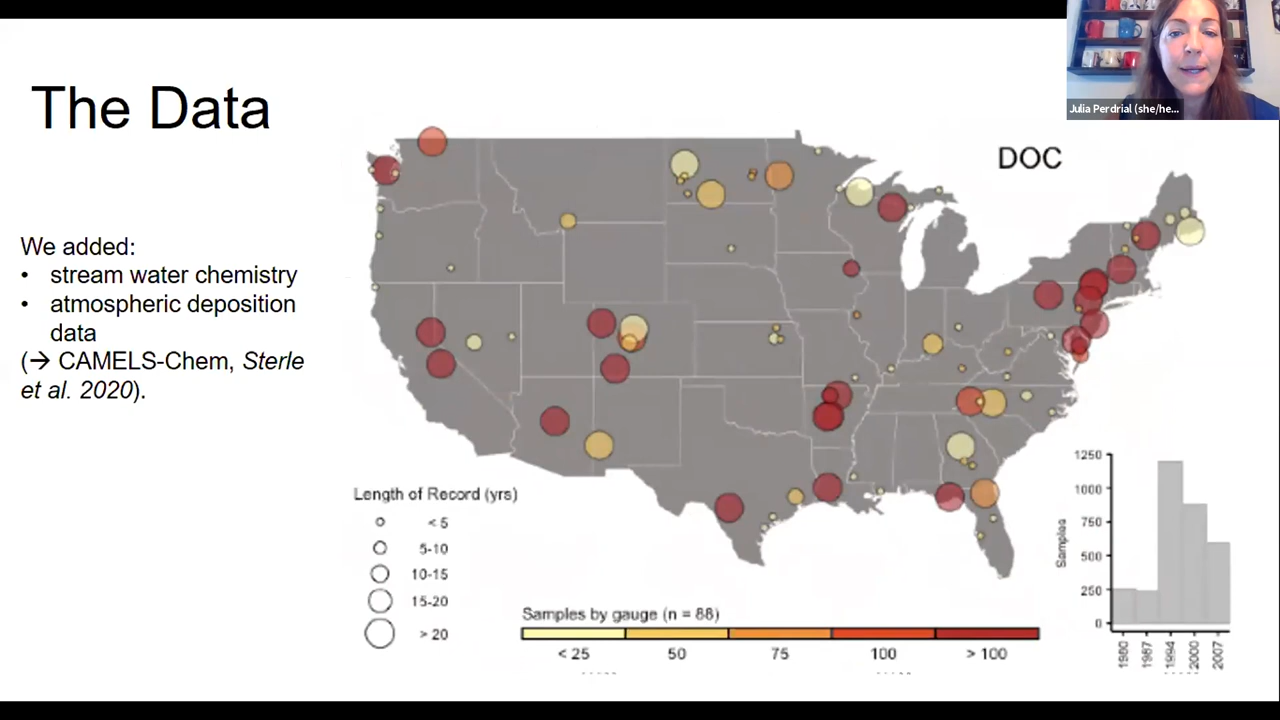 Julia Perdrial (she/he...
The Data
DOC
We added:
• stream water chemistry
• atmospheric deposition
data
(→ CAMELS-Chem, Sterle
et al. 2020).
Length of Record (yrs)
< 5
5-10
10-15
15-20
> 20
Samples by gauge (n = 88)
< 25 50 75 100 > 100
Samples
1250
1000
750
500
250
0
1980 1987 1994 2000 2007